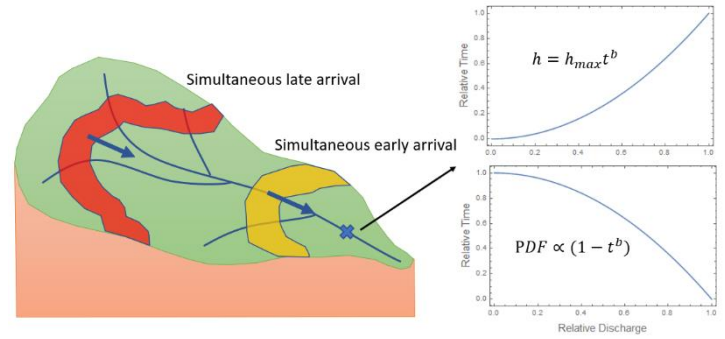 Simultaneous late arrival
Simultaneous early arrival
Relative Time
1.0
0.8
0.6
0.4
0.2
0.0
h = h_{max}t^b
0.0 0.2 0.4 0.6 0.8 1.0
Relative Time
1.0
0.8
0.6
0.4
0.2
0.0
PDF ∝ (1 − t^b)
0.0 0.2 0.4 0.6 0.8 1.0
Relative Discharge